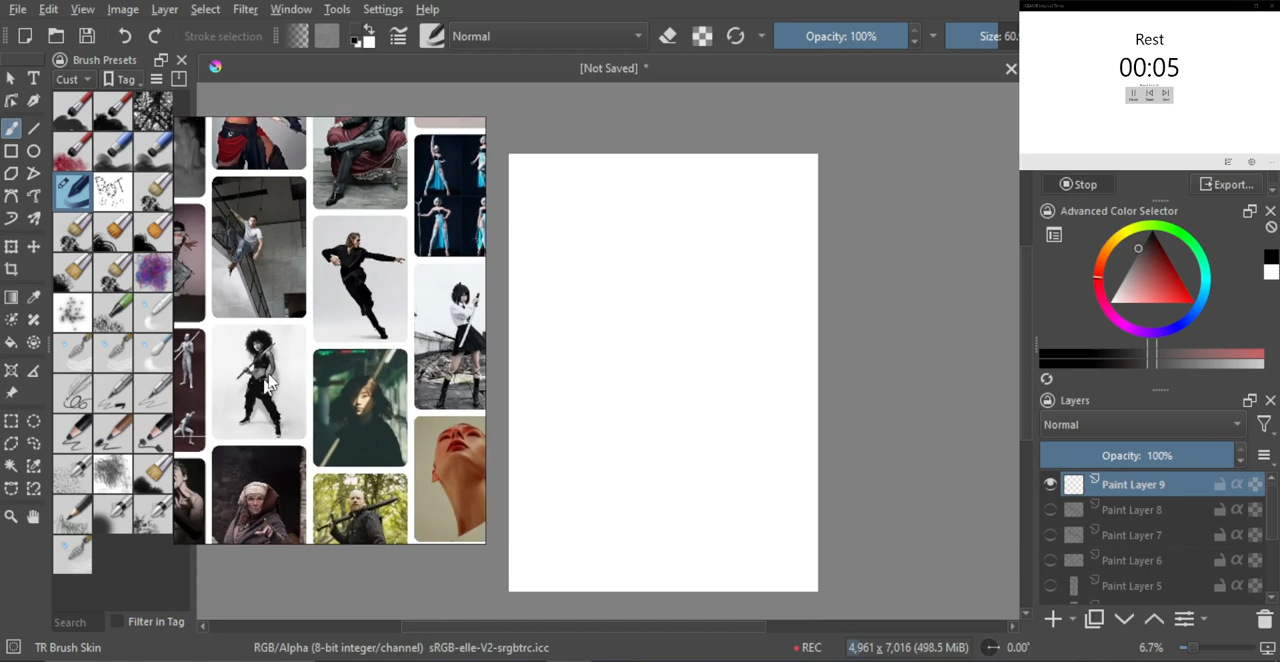 File Edit View Image Layer Select Filter Tools Settings Window Help
Stroke selection
Normal
Opacity: 100%
Size: 60.
Brush Presets
Cust
Tag
[Not Saved] *
Rest
00:05
Stop
Export...
Advanced Color Selector
Layers
Normal
Opacity: 100%
Paint Layer 9
Paint Layer 8
Paint Layer 7
Paint Layer 6
Paint Layer 5
Search
Filter in Tag
TR Brush Skin
RGB/Alpha (8-bit integer/channel) sRGB-elle-V2-srgbtrc.icc
REC
4,961 x 7,016 (498.5 MiB)
0.00°
6.7%